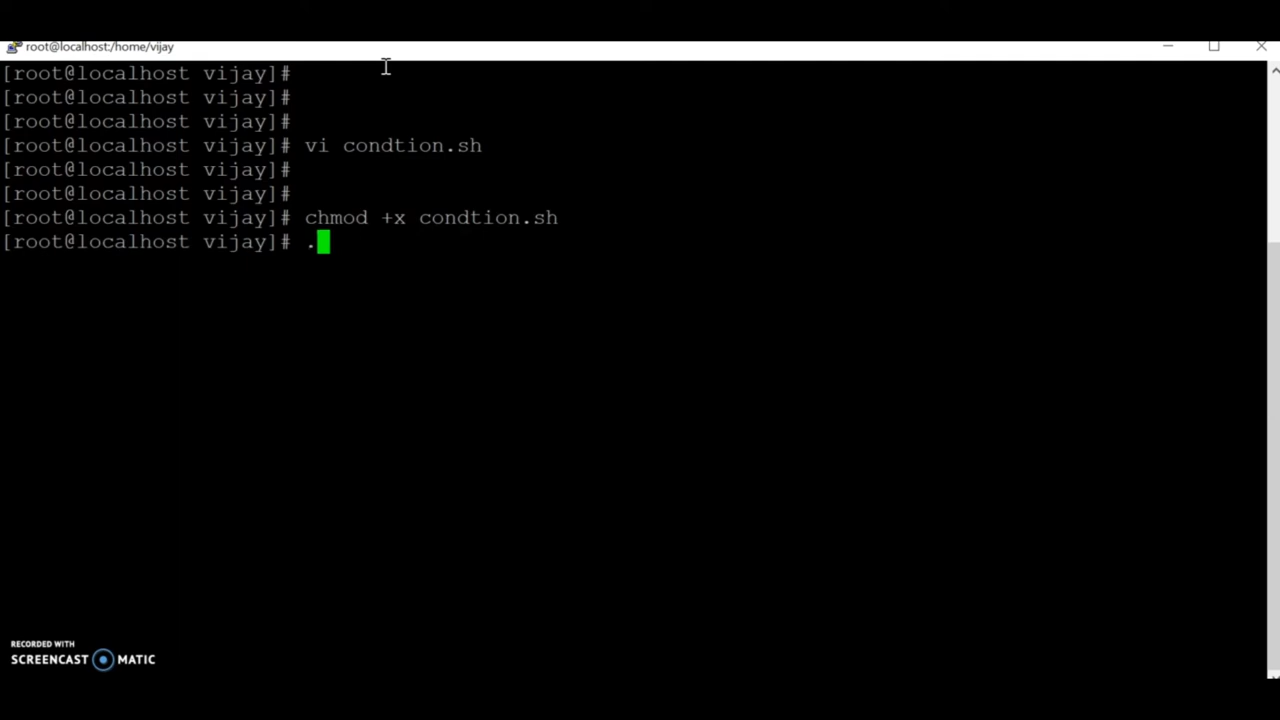 root@localhost:/home/vijay
[root@localhost vijay]#
[root@localhost vijay]#
[root@localhost vijay]#
[root@localhost vijay]# vi condtion.sh
[root@localhost vijay]#
[root@localhost vijay]#
[root@localhost vijay]# chmod +x condtion.sh
[root@localhost vijay]# .
RECORDED WITH
SCREENCAST MATIC